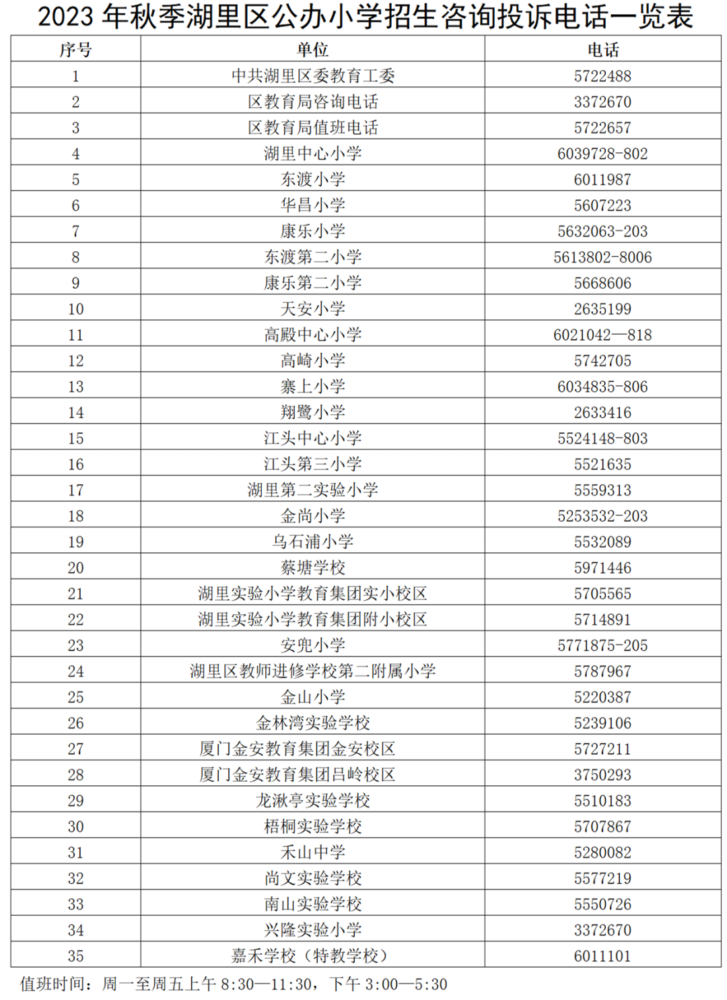 2023 年秋季湖里区公办小学招生咨询投诉电话一览表
序号 单位 电话
1 中共湖里区委教育工委 5722488
2 区教育局咨询电话 3372670
3 区教育局值班电话 5722657
4 湖里中心小学 6039728-802
5 东渡小学 6011987
6 华昌小学 5607223
7 康乐小学 5632063-203
8 东渡第二小学 5613802-8006
9 康乐第二小学 5668606
10 天安小学 2635199
11 高殿中心小学 6021042—818
12 高崎小学 5742705
13 寨上小学 6034835-806
14 翔鹭小学 2633416
15 江头中心小学 5524148-803
16 江头第三小学 5521635
17 湖里第二实验小学 5559313
18 金尚小学 5253532-203
19 乌石浦小学 5532089
20 蔡塘学校 5971446
21 湖里实验小学教育集团实小校区 5705565
22 湖里实验小学教育集团附小校区 5714891
23 安兜小学 5771875-205
24 湖里区教师进修学校第二附属小学 5787967
25 金山小学 5220387
26 金林湾实验学校 5239106
27 厦门金安教育集团金安校区 5727211
28 厦门金安教育集团吕岭校区 3750293
29 龙湫亭实验学校 5510183
30 梧桐实验学校 5707867
31 禾山中学 5280082
32 尚文实验学校 5577219
33 南山实验学校 5550726
34 兴隆实验小学 3372670
35 嘉禾学校（特教学校） 6011101
值班时间：周一至周五上午 8:30—11:30，下午 3:00—5:30